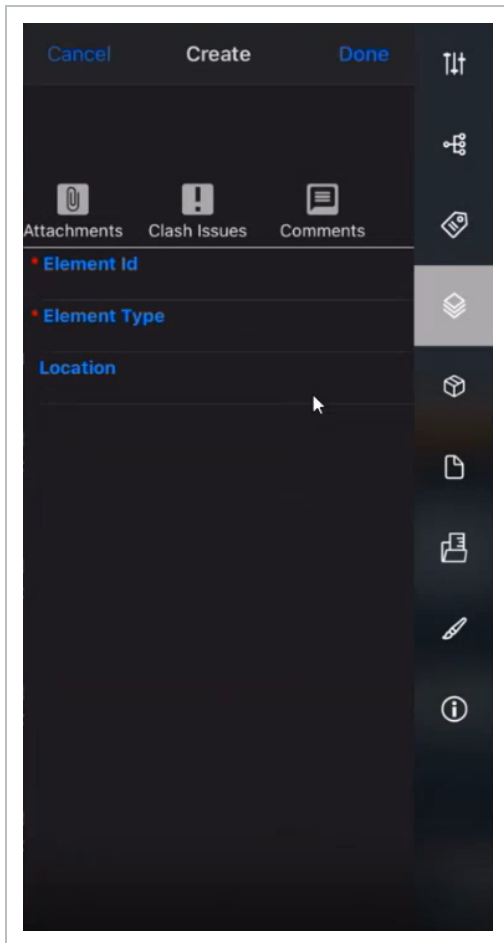 Cancel Create Done
Attachments Clash Issues Comments
* Element Id
* Element Type
Location